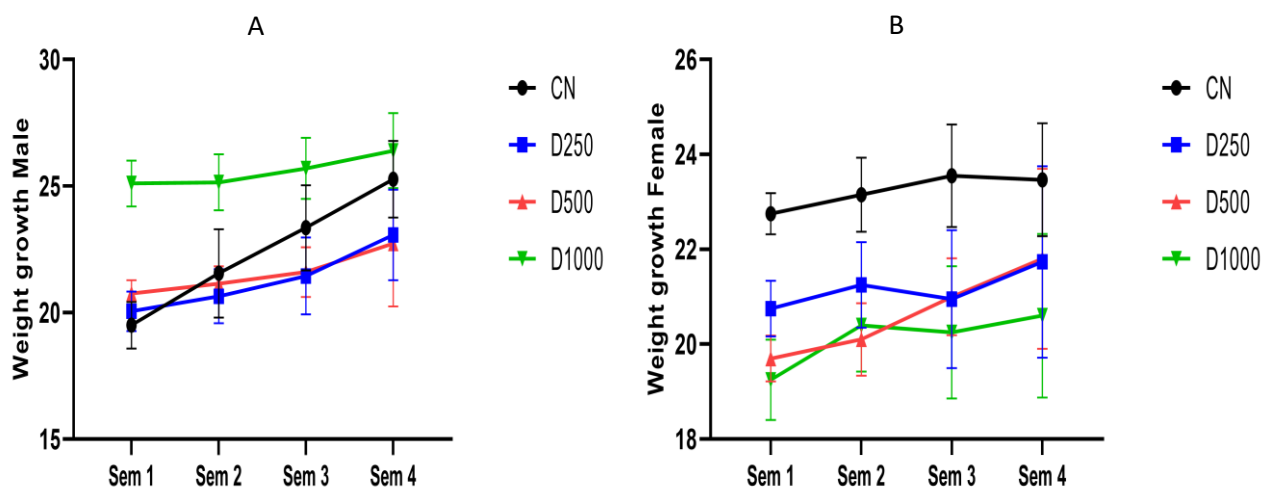 A
Weight growth Male
30
25
20
15
Sem 1 Sem 2 Sem 3 Sem 4
CN
D250
D500
D1000
B
Weight growth Female
26
24
22
20
18
Sem 1 Sem 2 Sem 3 Sem 4
CN
D250
D500
D1000